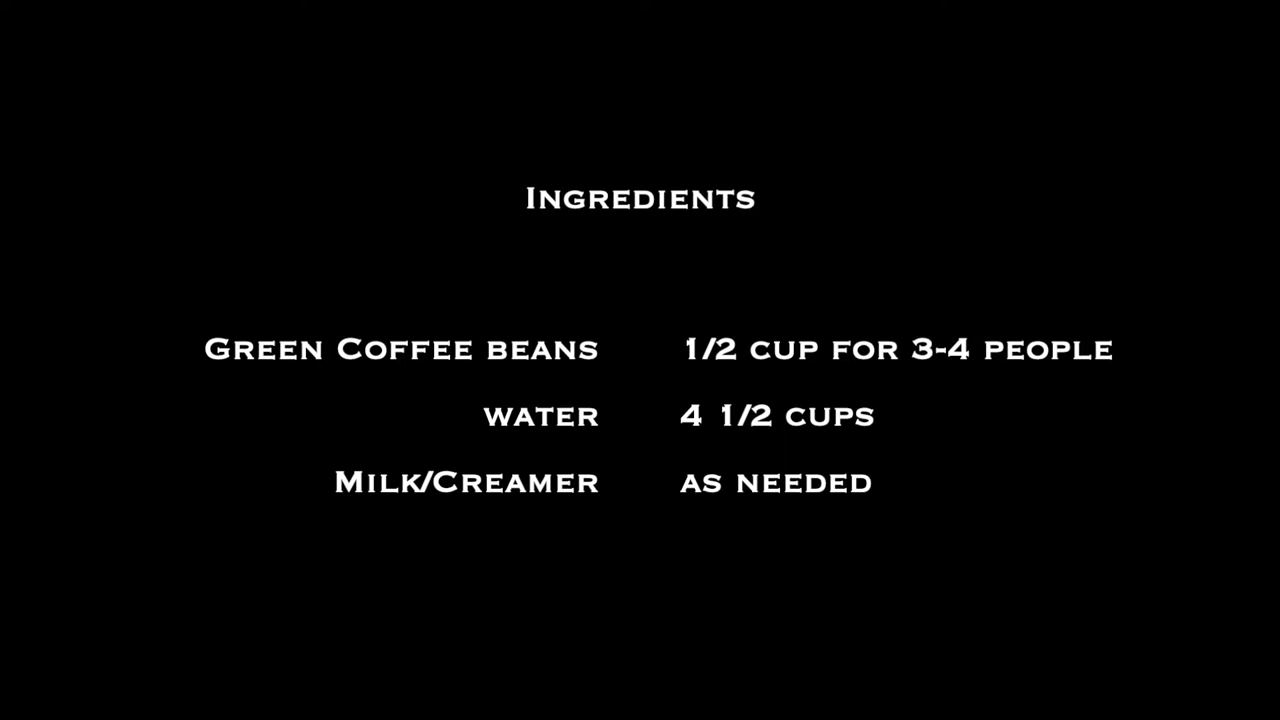 Ingredients
Green Coffee beans 1/2 cup for 3-4 people
water 4 1/2 cups
Milk/Creamer as needed